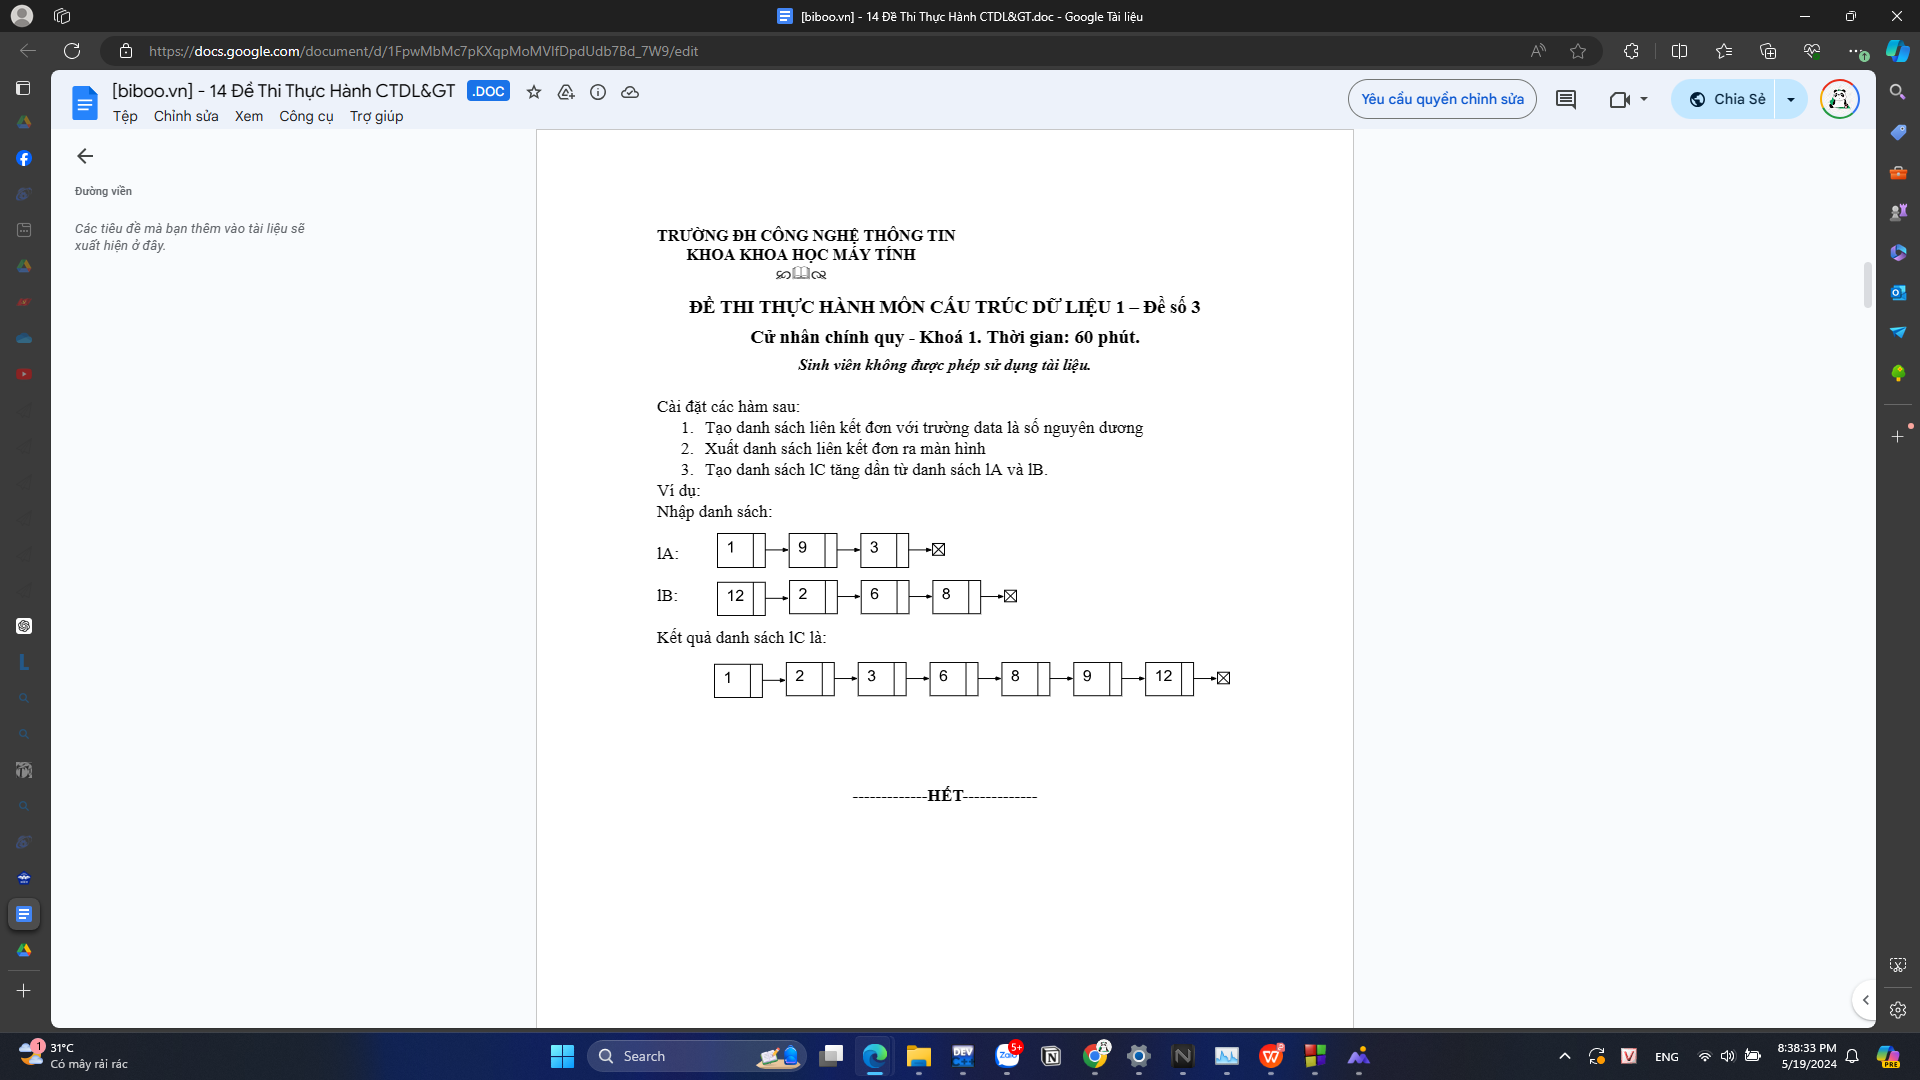 [biboo.vn] - 14 Đề Thi Thực Hành CTDL&GT.doc - Google Tài liệu
https://docs.google.com/document/d/1FpwMbMc7pKXqpMoMVlfDpdUdb7Bd_7W9/edit
[biboo.vn] - 14 Đề Thi Thực Hành CTDL&GT .DOC
Tệp Chỉnh sửa Xem Công cụ Trợ giúp
Yêu cầu quyền chỉnh sửa
Chia Sẻ
Đường viền
Các tiêu đề mà bạn thêm vào tài liệu sẽ
xuất hiện ở đây.
TRƯỜNG ĐH CÔNG NGHỆ THÔNG TIN
KHOA KHOA HỌC MÁY TÍNH
ĐỀ THI THỰC HÀNH MÔN CẤU TRÚC DỮ LIỆU 1 – Đề số 3
Cử nhân chính quy - Khoá 1. Thời gian: 60 phút.
Sinh viên không được phép sử dụng tài liệu.
Cài đặt các hàm sau:
1. Tạo danh sách liên kết đơn với trường data là số nguyên dương
2. Xuất danh sách liên kết đơn ra màn hình
3. Tạo danh sách lC tăng dần từ danh sách lA và lB.
Ví dụ:
Nhập danh sách:
lA: 1 9 3
lB: 12 2 6 8
Kết quả danh sách lC là:
1 2 3 6 8 9 12
-------------HẾT-------------
1
31°C
Có mây rải rác
Search
DEV
Zalo
5+
ENG
8:38:33 PM
5/19/2024
PRE